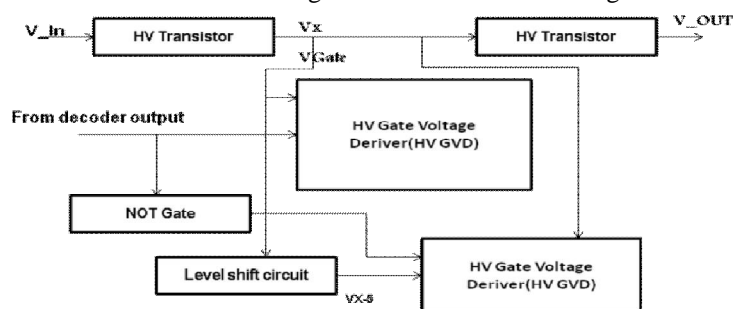 V_In
HV Transistor
Vx
HV Transistor
V_OUT
VGate
From decoder output
HV Gate Voltage
Deriver(HV GVD)
NOT Gate
Level shift circuit
VX-5
HV Gate Voltage
Deriver(HV GVD)